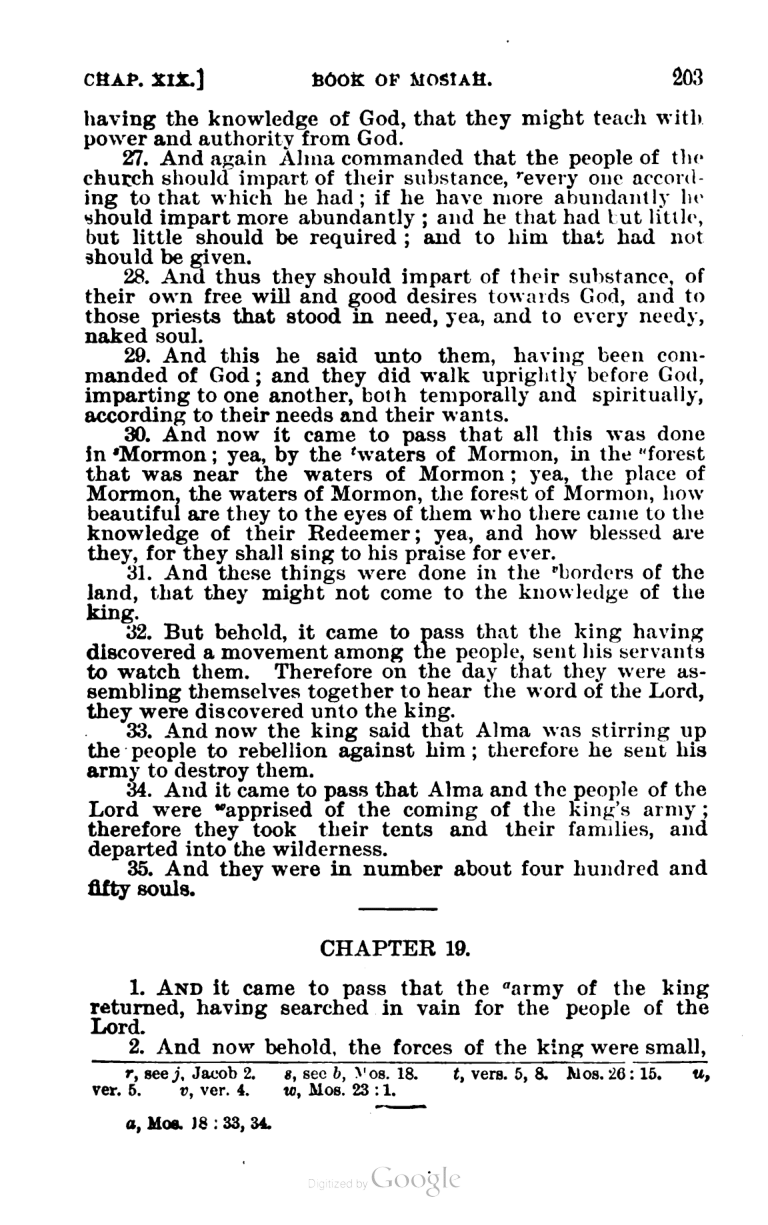 CHAP. XIX.] BOOK OF MOSIAH. 203
having the knowledge of God, that they might teach with
power and authority from God.
27. And again Alma commanded that the people of the
church should impart of their substance, ʳevery one accord-
ing to that which he had; if he have more abundantly he
should impart more abundantly; and he that had but little,
but little should be required; and to him that had not
should be given.
28. And thus they should impart of their substance, of
their own free will and good desires towards God, and to
those priests that stood in need, yea, and to every needy,
naked soul.
29. And this he said unto them, having been com-
manded of God; and they did walk uprightly before God,
imparting to one another, both temporally and spiritually,
according to their needs and their wants.
30. And now it came to pass that all this was done
in ˢMormon; yea, by the ᵗwaters of Mormon, in the ᵘforest
that was near the waters of Mormon; yea, the place of
Mormon, the waters of Mormon, the forest of Mormon, how
beautiful are they to the eyes of them who there came to the
knowledge of their Redeemer; yea, and how blessed are
they, for they shall sing to his praise for ever.
31. And these things were done in the ᵛborders of the
land, that they might not come to the knowledge of the
king.
32. But behold, it came to pass that the king having
discovered a movement among the people, sent his servants
to watch them. Therefore on the day that they were as-
sembling themselves together to hear the word of the Lord,
they were discovered unto the king.
33. And now the king said that Alma was stirring up
the people to rebellion against him; therefore he sent his
army to destroy them.
34. And it came to pass that Alma and the people of the
Lord were ʷapprised of the coming of the king's army;
therefore they took their tents and their families, and
departed into the wilderness.
35. And they were in number about four hundred and
fifty souls.
CHAPTER 19.
1. AND it came to pass that the ᵃarmy of the king
returned, having searched in vain for the people of the
Lord.
2. And now behold, the forces of the king were small,
r, see j, Jacob 2. s, see b, Mos. 18. t, vers. 5, 8. Mos. 26:15. u,
ver. 5. v, ver. 4. w, Mos. 23:1.
a, Mos. 18:33, 34.
Digitized by Google